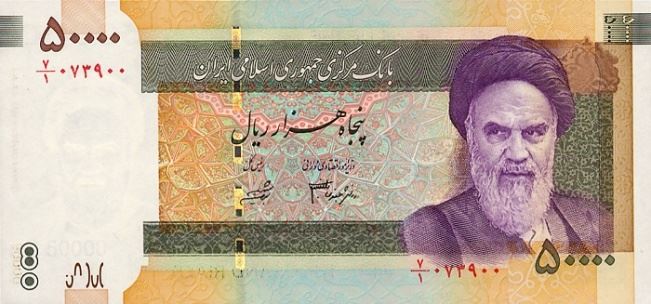 ۵۰۰۰۰
۷/۱ ۰۷۳۹۰۰
بانک مرکزی جمهوری اسلامی ایران
پنجاه هزار ریال
وزیر امور اقتصادی و دارائی
رئیس کل
50000
۷/۱ ۰۷۳۹۰۰
۵۰۰۰۰